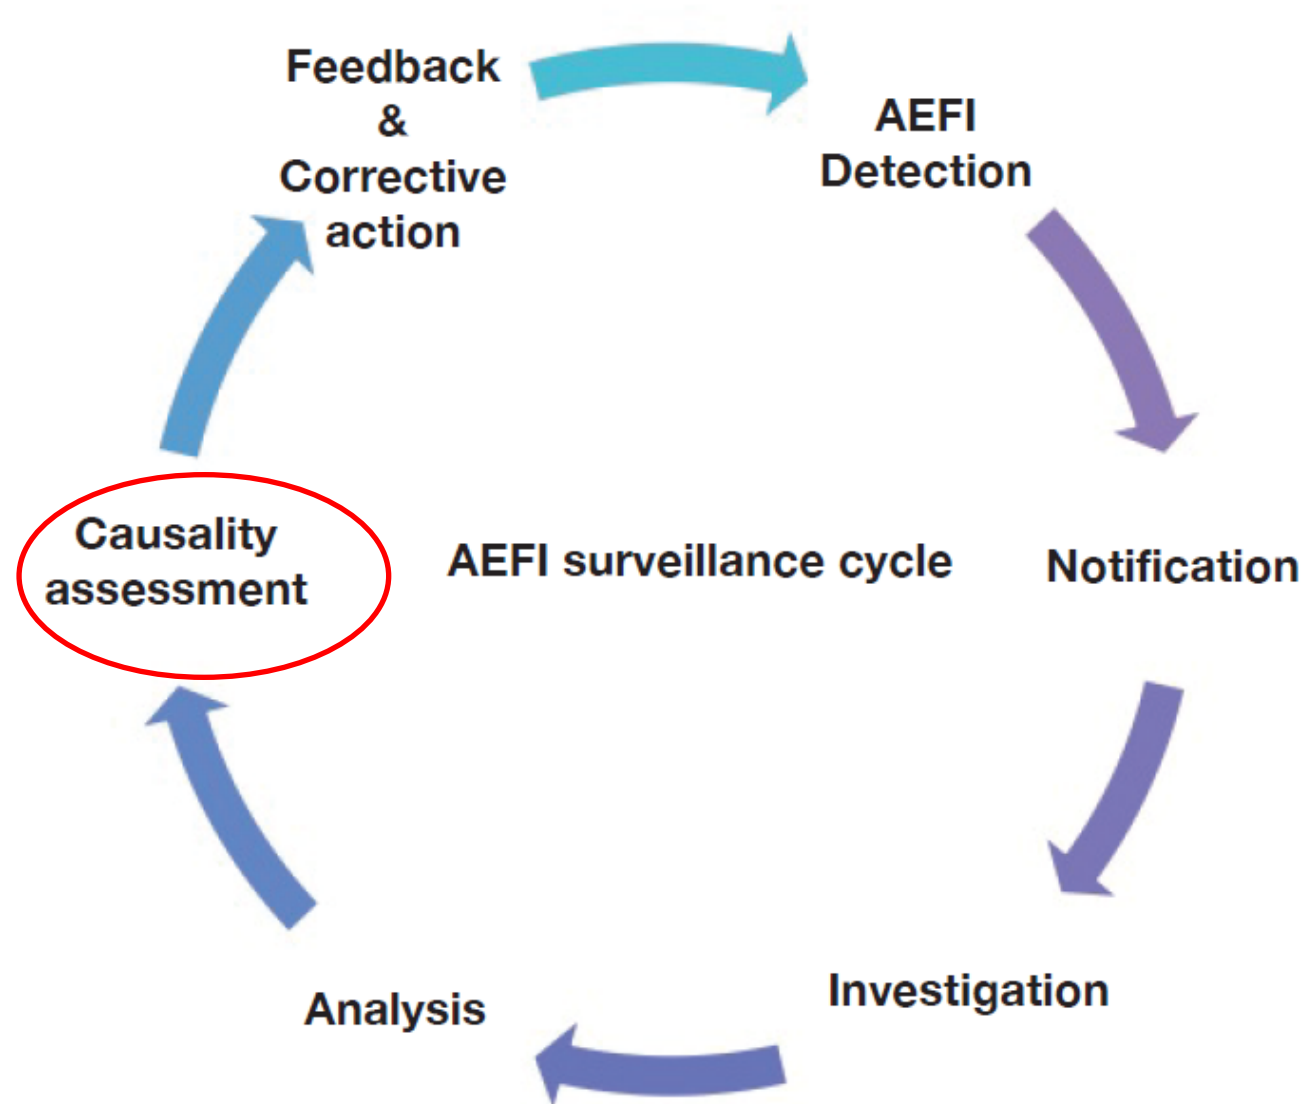 Feedback
&
Corrective
action
AEFI
Detection
Causality
assessment
AEFI surveillance cycle
Notification
Investigation
Analysis